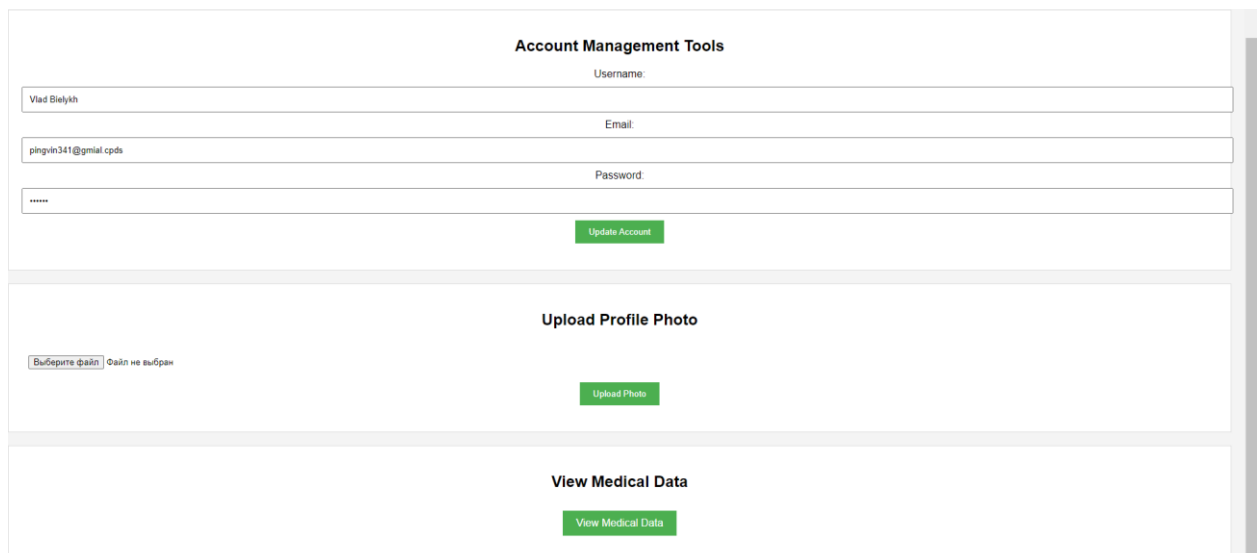 Account Management Tools
Username:
Vlad Bielykh
Email:
pingvin341@gmial.cpds
Password:
••••••
Update Account
Upload Profile Photo
Выберите файл Файл не выбран
Upload Photo
View Medical Data
View Medical Data